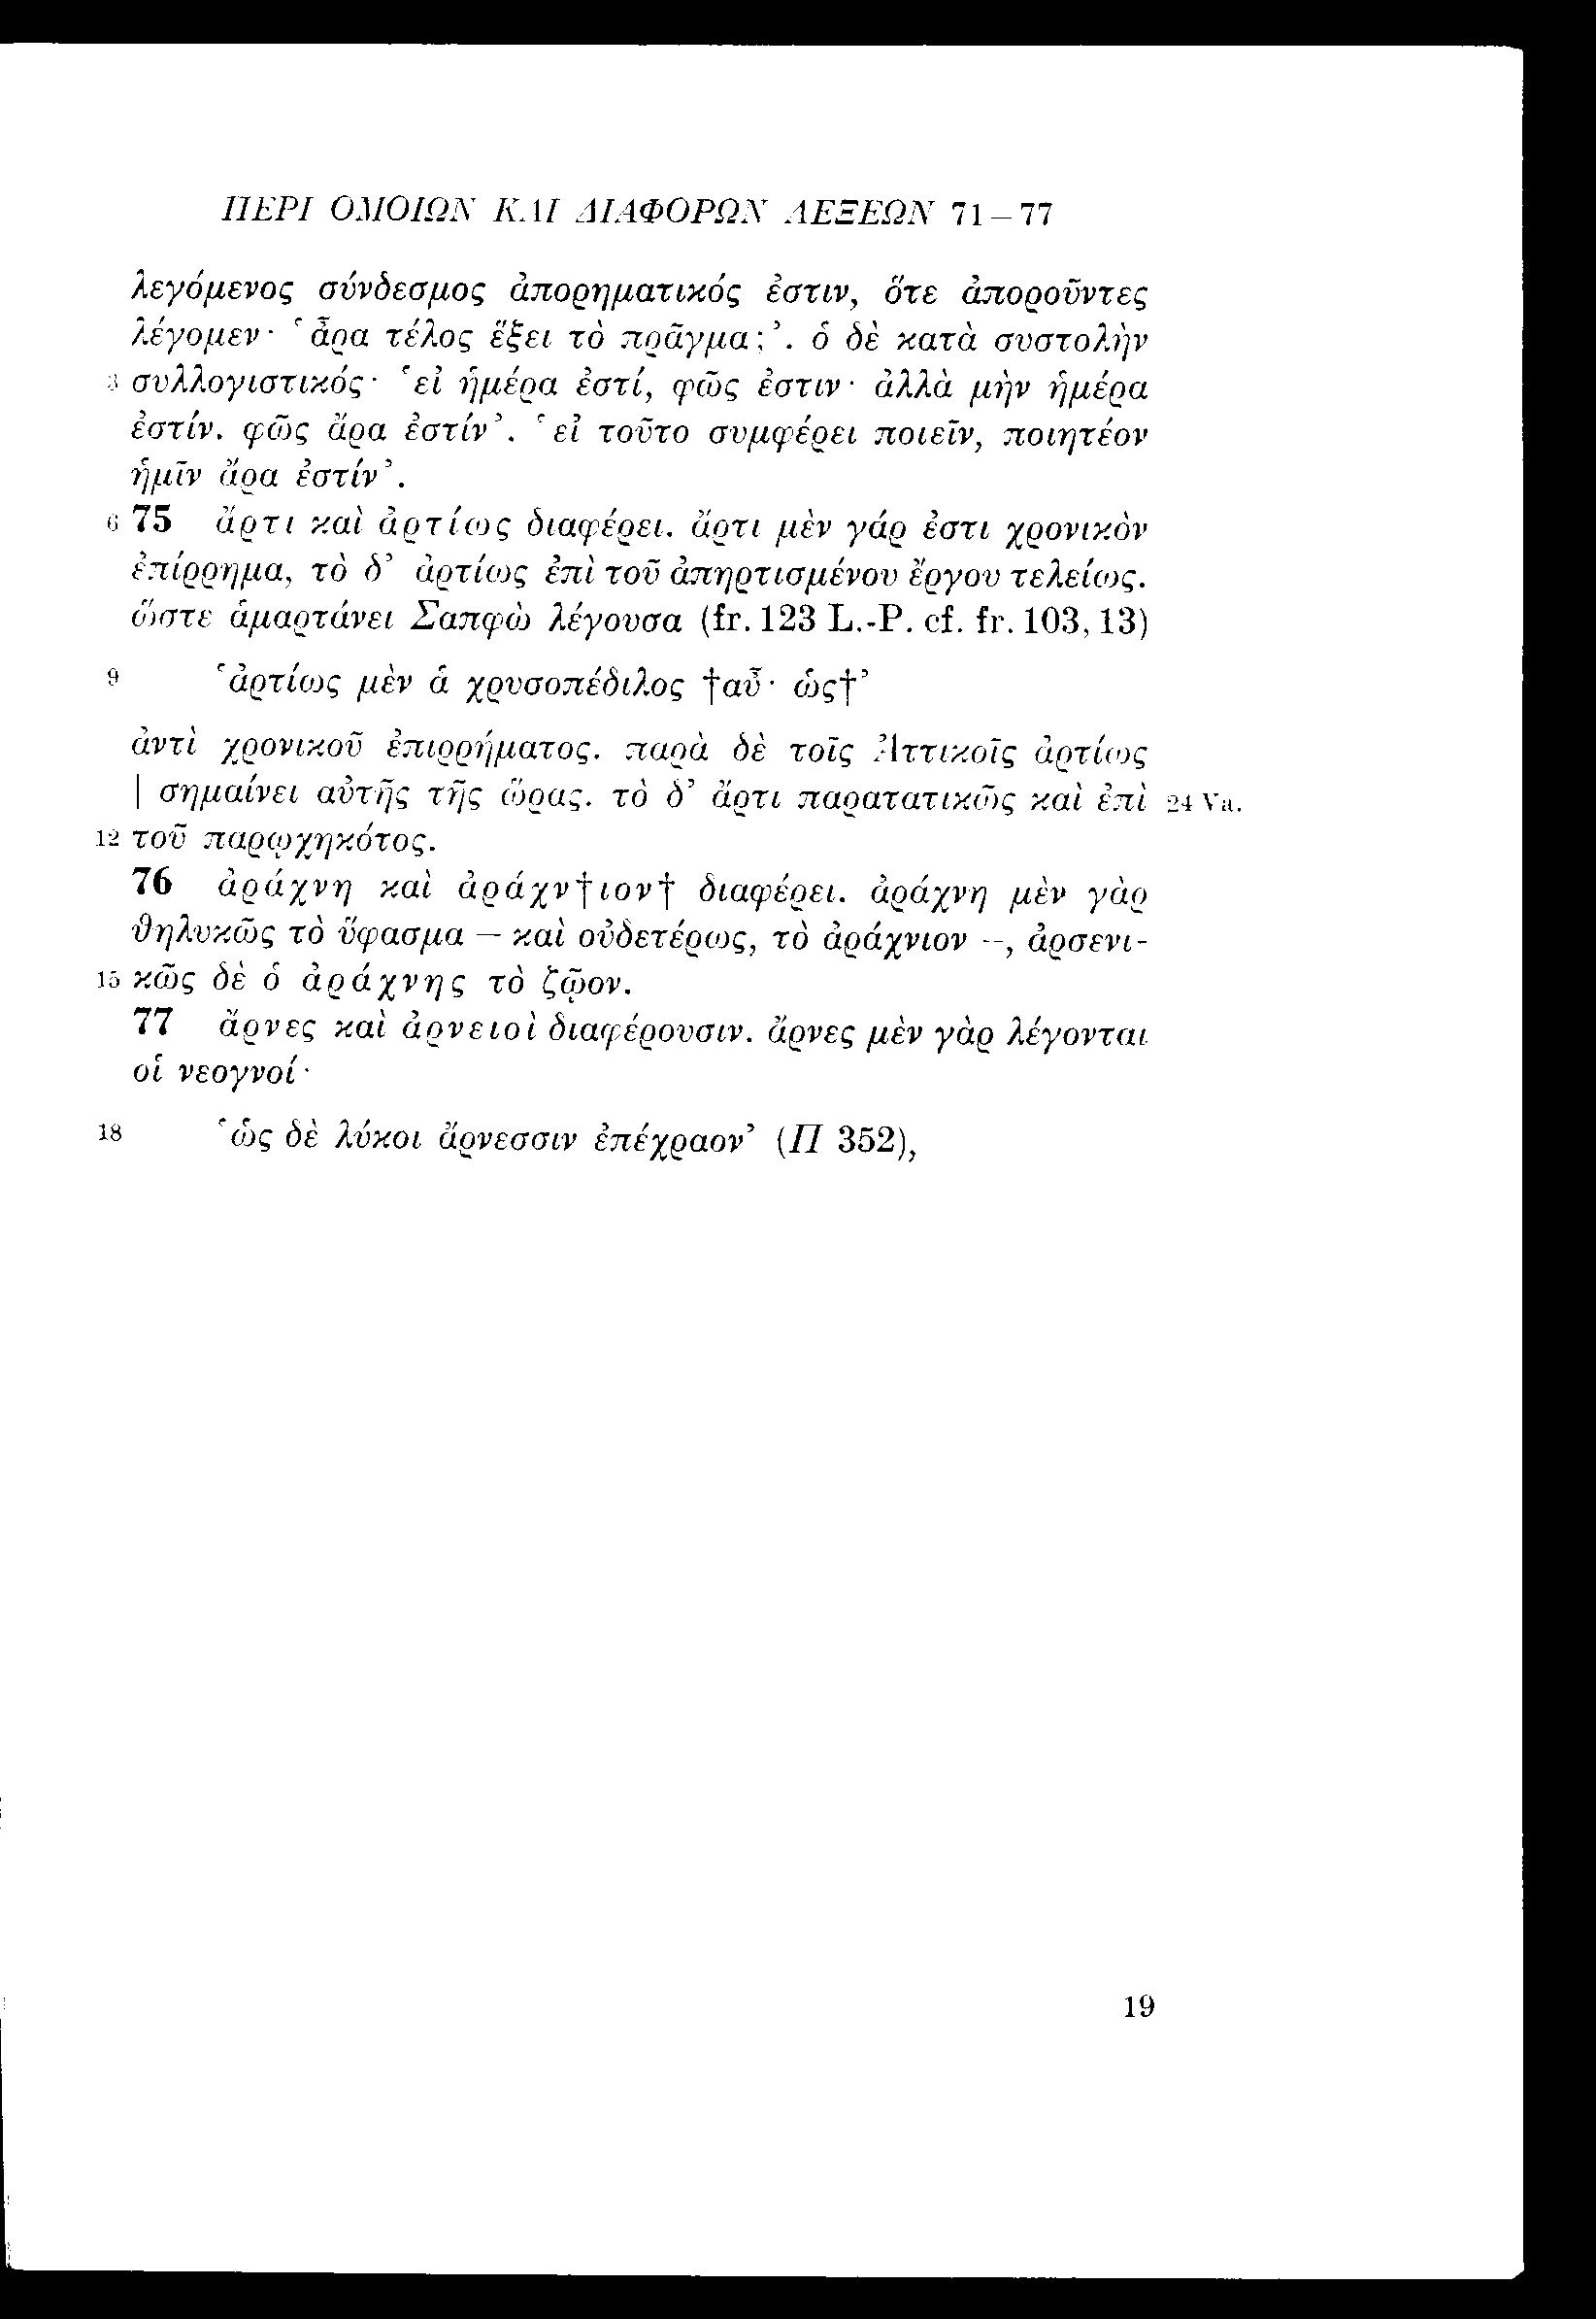 ΠΕΡΙ ΟΜΟΙΩΝ ΚΑΙ ΔΙΑΦΟΡΩΝ ΛΕΞΕΩΝ 71–77
λεγόμενος σύνδεσμος ἀπορηματικός ἐστιν, ὅτε ἀποροῦντες
λέγομεν· ‘ἆρα τέλος ἕξει τὸ πρᾶγμα;’. ὁ δὲ κατὰ συστολὴν
3 συλλογιστικός· ‘εἰ ἡμέρα ἐστί, φῶς ἐστιν· ἀλλὰ μὴν ἡμέρα
ἐστίν. φῶς ἄρα ἐστίν’. ‘εἰ τοῦτο συμφέρει ποιεῖν, ποιητέον
ἡμῖν ἄρα ἐστίν’.
6 75 ἄρτι καὶ ἀρτίως διαφέρει. ἄρτι μὲν γάρ ἐστι χρονικὸν
ἐπίρρημα, τὸ δ’ ἀρτίως ἐπὶ τοῦ ἀπηρτισμένου ἔργου τελείως.
ὥστε ἁμαρτάνει Σαπφὼ λέγουσα (fr. 123 L.-P. cf. fr. 103, 13)
9 ‘ἀρτίως μὲν ἁ χρυσοπέδιλος †αὖ· ὡς†’
ἀντὶ χρονικοῦ ἐπιρρήματος. παρὰ δὲ τοῖς Ἀττικοῖς ἀρτίως
| σημαίνει αὐτῆς τῆς ὥρας. τὸ δ’ ἄρτι παρατατικῶς καὶ ἐπὶ 24 Va.
12 τοῦ παρῳχηκότος.
76 ἀράχνη καὶ ἀράχν†ιον† διαφέρει. ἀράχνη μὲν γὰρ
θηλυκῶς τὸ ὕφασμα – καὶ οὐδετέρως, τὸ ἀράχνιον –, ἀρσενι-
15 κῶς δὲ ὁ ἀράχνης τὸ ζῷον.
77 ἄρνες καὶ ἀρνειοὶ διαφέρουσιν. ἄρνες μὲν γὰρ λέγονται
οἱ νεογνοί·
18 ‘ὡς δὲ λύκοι ἄρνεσσιν ἐπέχραον’ (Π 352),
19